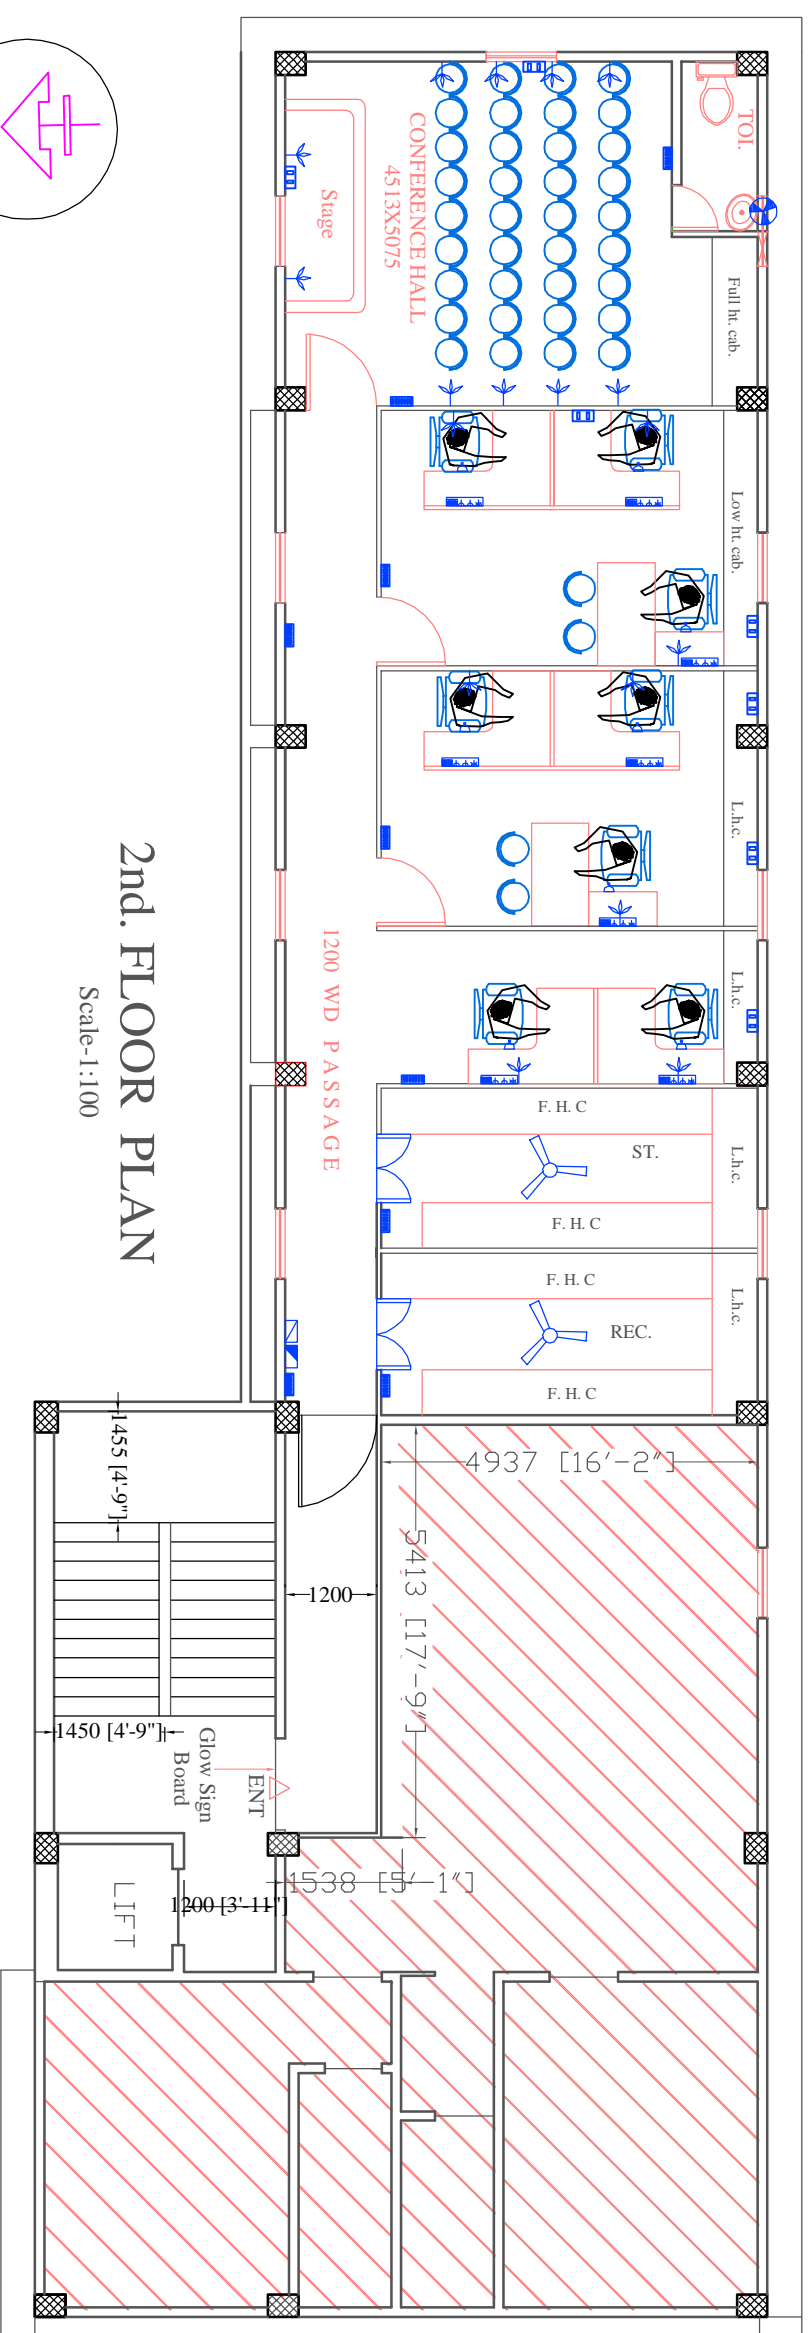 TOI.
CONFERENCE HALL
4513X5075
Stage
Full ht. cab.
Low ht. cab.
L.h.c.
1200 WD PASSAGE
L.h.c.
2nd. FLOOR PLAN
Scale-1:100
F. H. C
ST.
L.h.c.
F. H. C
F. H. C
REC.
L.h.c.
F. H. C
1455 [4'-9"]
4937 [16'-2"]
5413 [17'-9"]
1200
1450 [4'-9"]
Glow Sign
Board
ENT
LIFT
1200 [3'-11"]
1538 [5'-1"]